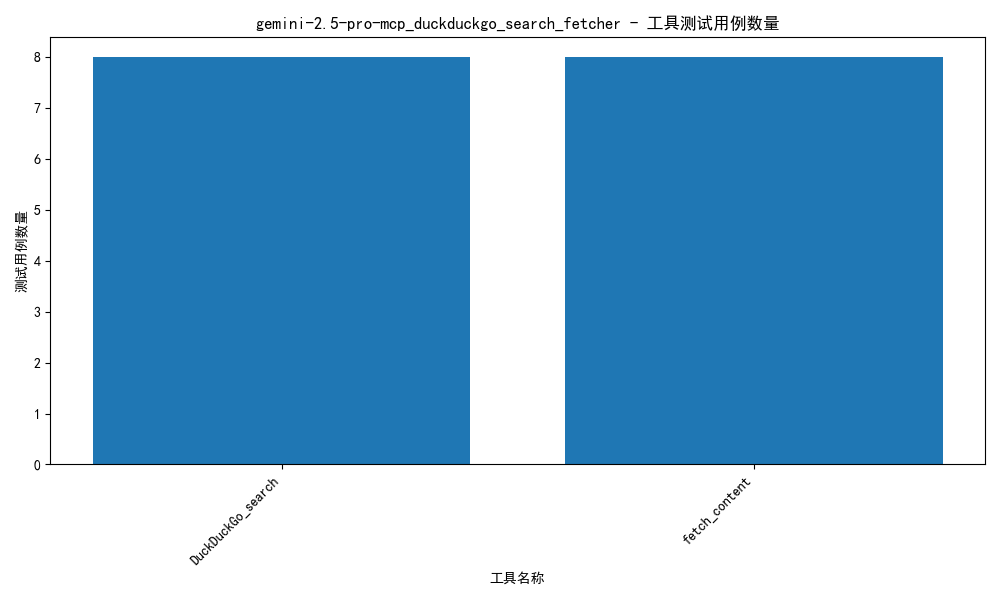 gemini-2.5-pro-mcp_duckduckgo_search_fetcher - 工具测试用例数量
测试用例数量
8
7
6
5
4
3
2
1
0
DuckDuckGo_search
fetch_content
工具名称